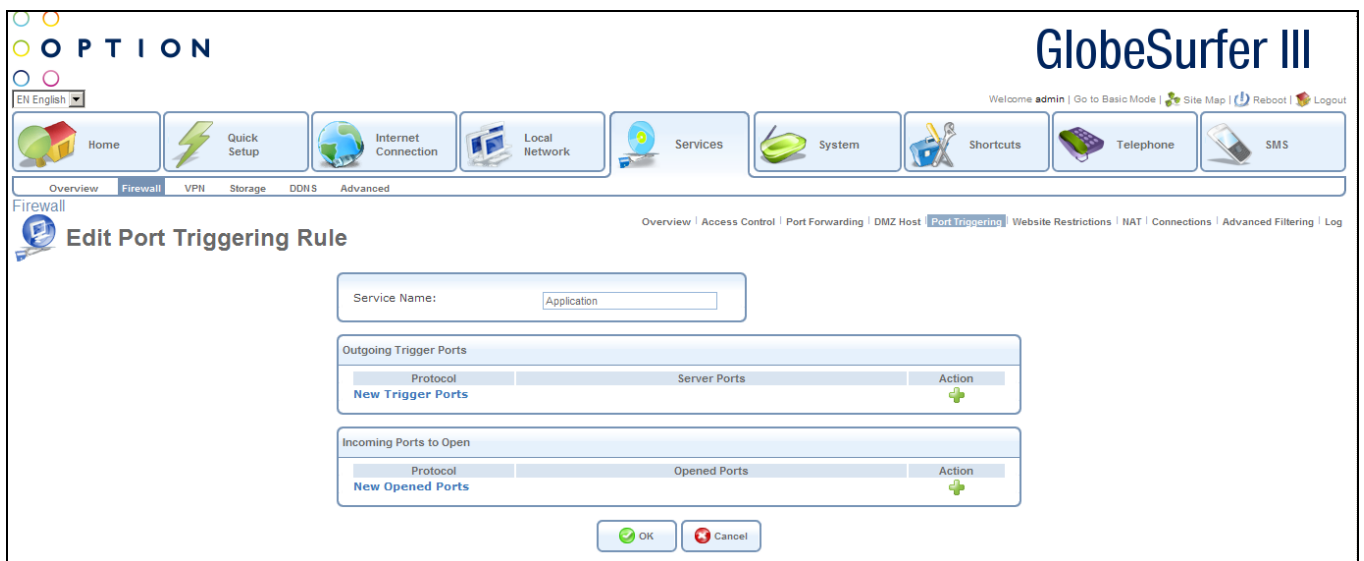 OPTION
GlobeSurfer III
EN English
Welcome admin | Go to Basic Mode | Site Map | Reboot | Logout
Home
Quick Setup
Internet Connection
Local Network
Services
System
Shortcuts
Telephone
SMS
Overview Firewall VPN Storage DDNS Advanced
Firewall
Edit Port Triggering Rule
Overview | Access Control | Port Forwarding | DMZ Host | Port Triggering | Website Restrictions | NAT | Connections | Advanced Filtering | Log
Service Name: Application
Outgoing Trigger Ports
Protocol Server Ports Action
New Trigger Ports
Incoming Ports to Open
Protocol Opened Ports Action
New Opened Ports
OK Cancel